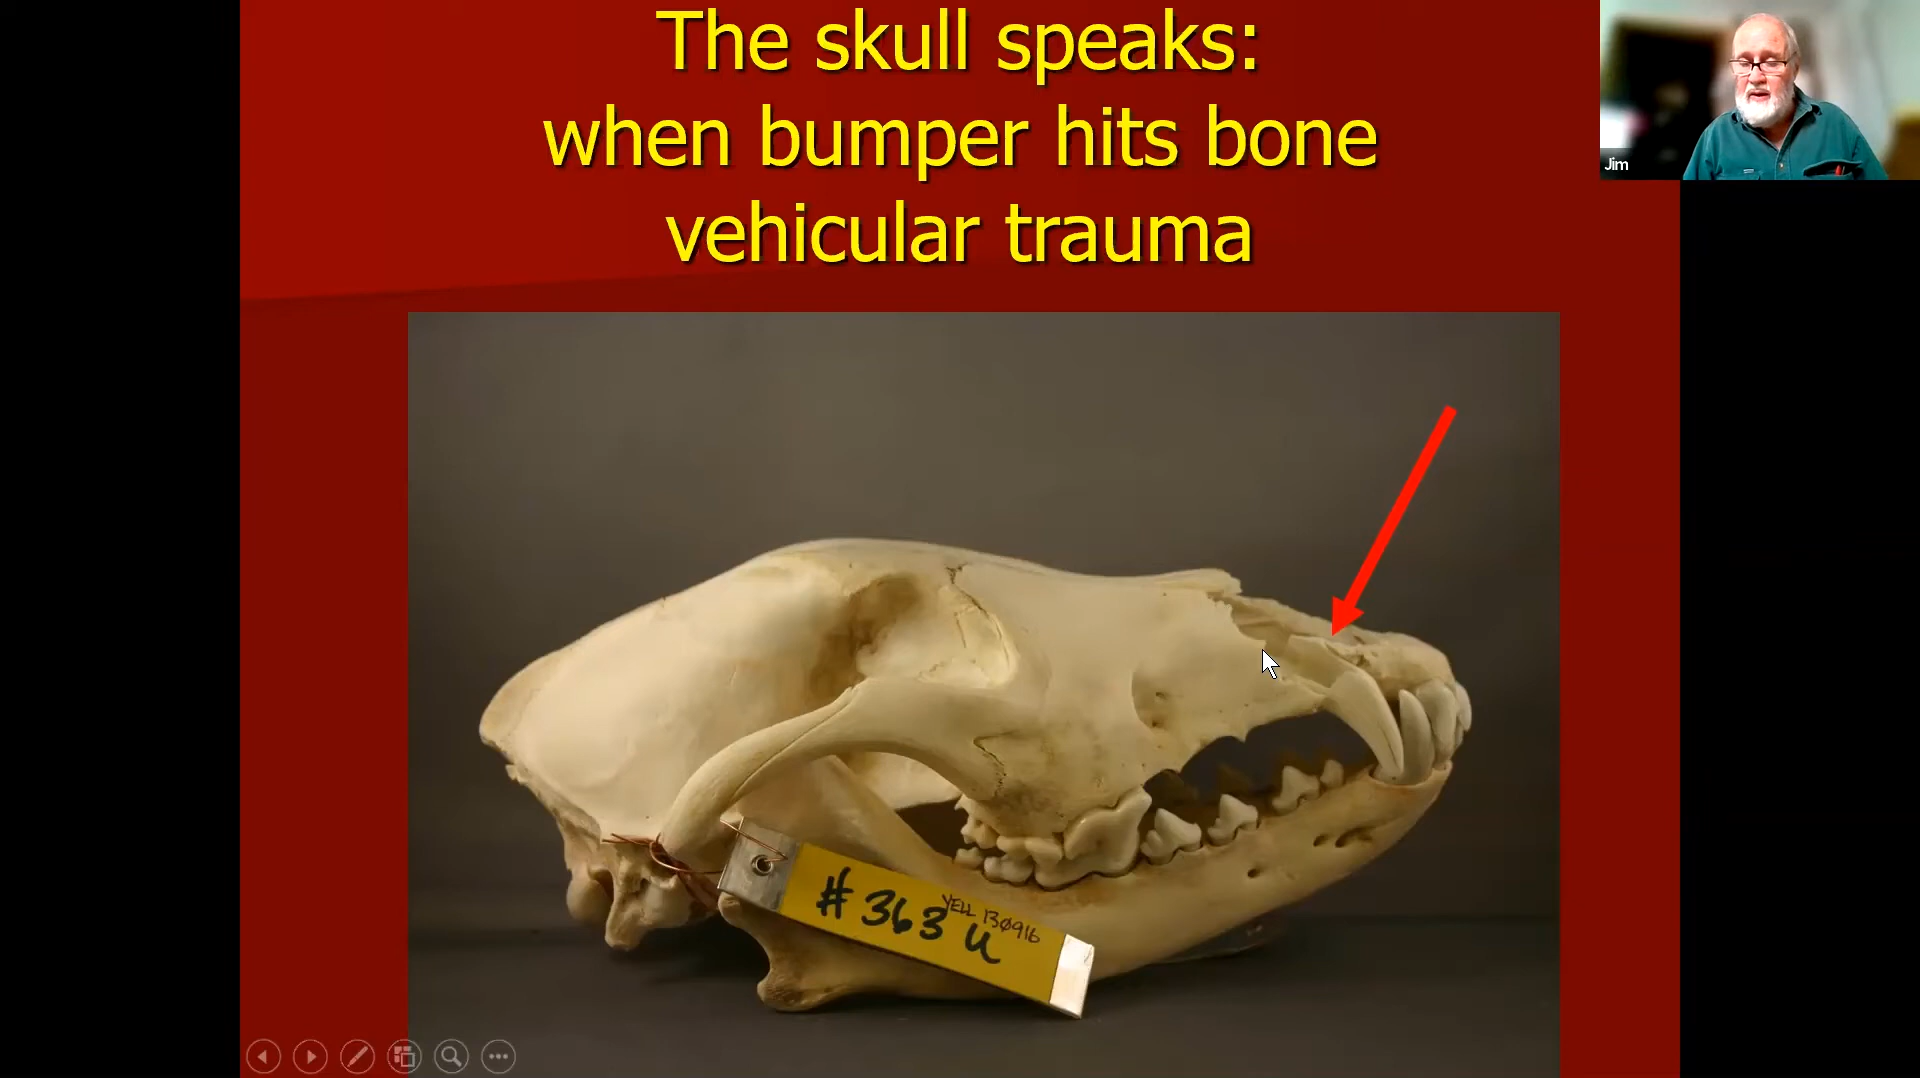 The skull speaks:
when bumper hits bone
vehicular trauma
Jim
# 363 U
YELL 130916